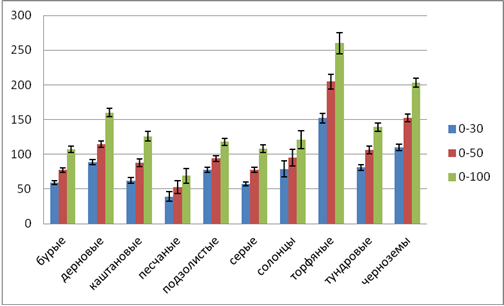 300
250
200
150
100
50
0
бурые
дерновые
каштановые
песчаные
подзолистые
серые
солонцы
торфяные
тундровые
черноземы
0-30
0-50
0-100